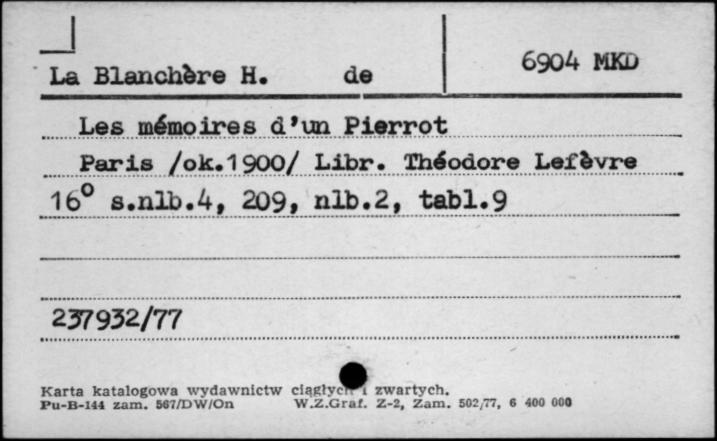 La Blanchère H. de 6904 MKD
Les mémoires d'un Pierrot
Paris /ok.1900/ Libr. Théodore Lefèvre
16° s.nlb.4, 209, nlb.2, tabl.9
237932/77
Karta katalogowa wydawnictw ciągłych i zwartych.
Pu-B-144 zam. 567/DW/On W.Z.Graf. Z-2, Zam. 502/77, 6 400 000